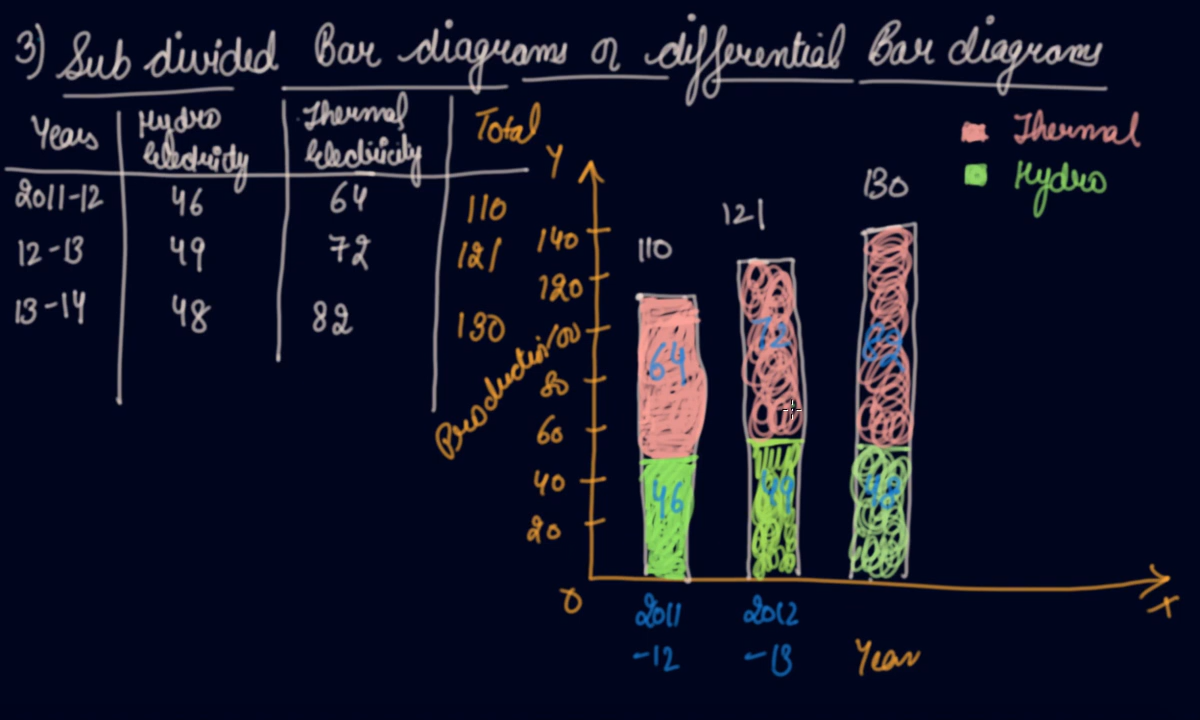 3) Sub divided Bar diagrams or differential Bar diagrams
Years Hydro Electricity Thermal Electricity Total
2011-12 46 64 110
12-13 49 72 121
13-14 48 82 130
Thermal
Hydro
Y
140
120
100
80
60
40
20
0
Production
110
121
130
64
72
82
46
49
48
2011
-12
2012
-13
Year
X